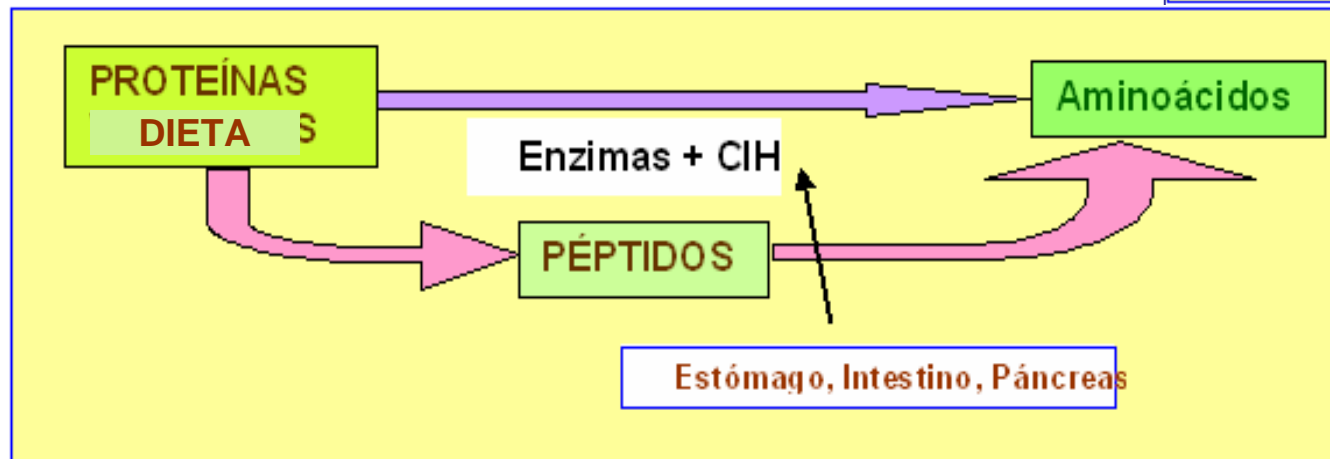 PROTEÍNAS
DIETA S
Aminoácidos
Enzimas + ClH
PÉPTIDOS
Estómago, Intestino, Páncreas